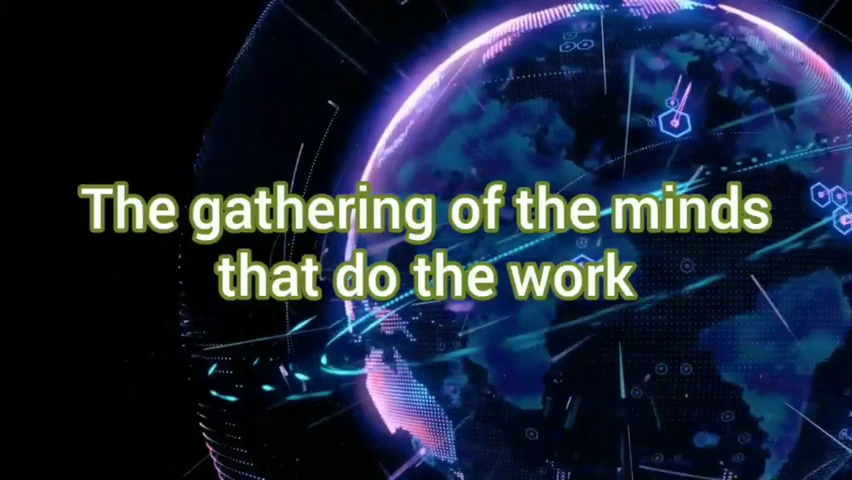 The gathering of the minds
that do the work